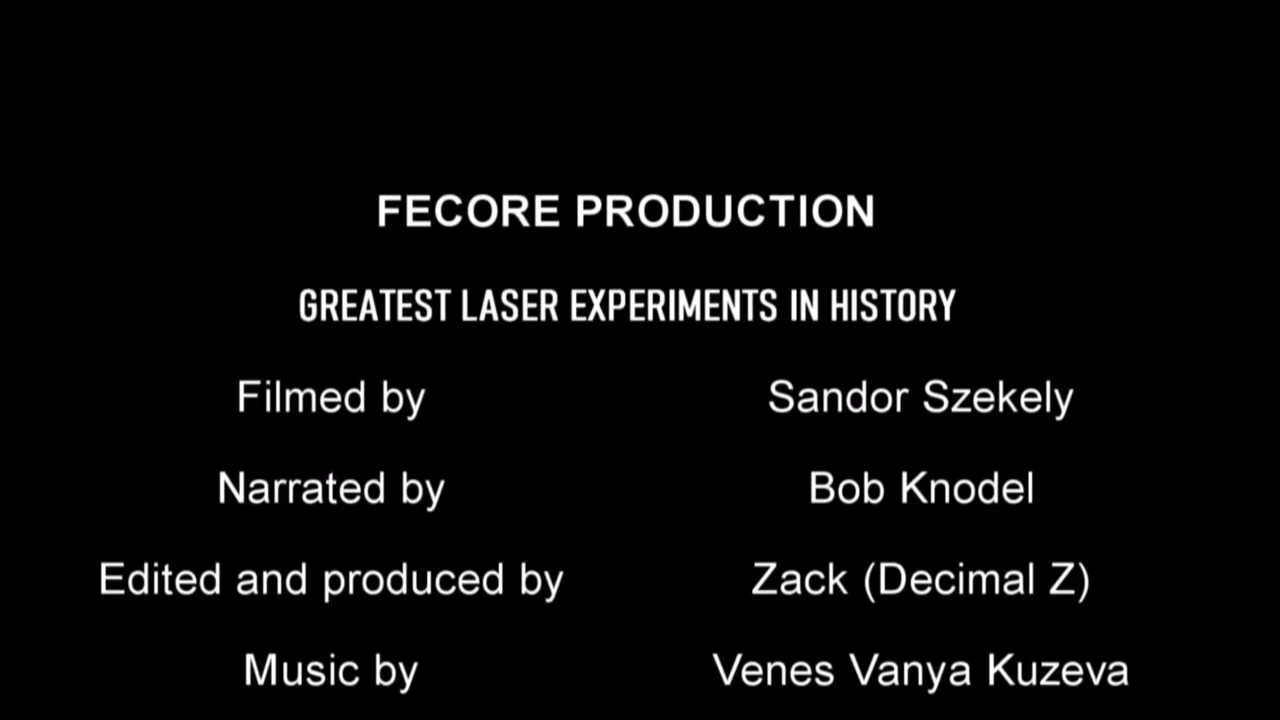 FECORE PRODUCTION
GREATEST LASER EXPERIMENTS IN HISTORY
Filmed by Sandor Szekely
Narrated by Bob Knodel
Edited and produced by Zack (Decimal Z)
Music by Venes Vanya Kuzeva